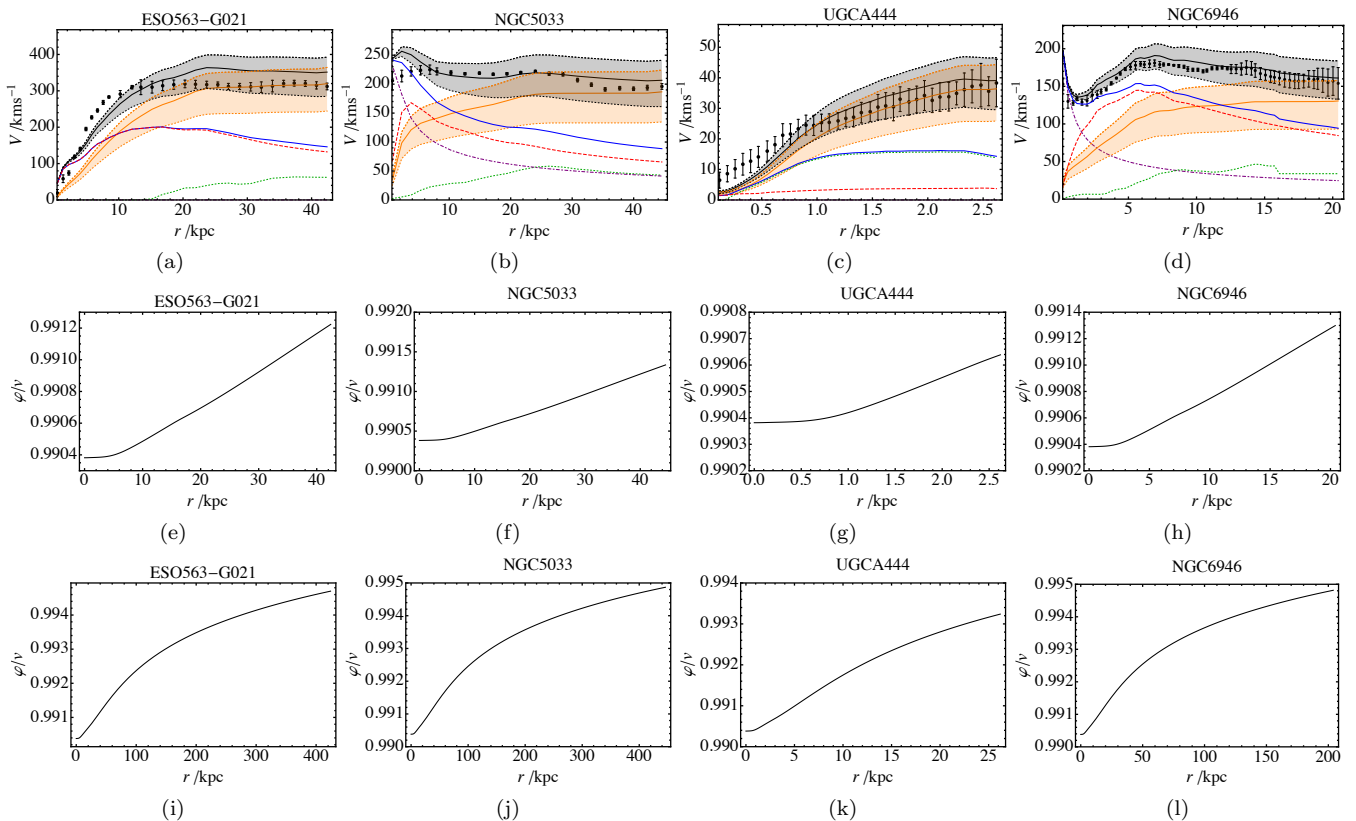 ESO563−G021
NGC5033
UGCA444
NGC6946
V /kms⁻¹
400
300
200
100
0
10 20 30 40
r /kpc
(a)
V /kms⁻¹
250
200
150
100
50
0
10 20 30 40
r /kpc
(b)
V /kms⁻¹
50
40
30
20
10
0
0.5 1.0 1.5 2.0 2.5
r /kpc
(c)
V /kms⁻¹
200
150
100
50
0
5 10 15 20
r /kpc
(d)
ESO563−G021
NGC5033
UGCA444
NGC6946
φ/v
0.9912
0.9910
0.9908
0.9906
0.9904
0 10 20 30 40
r /kpc
(e)
φ/v
0.9920
0.9915
0.9910
0.9905
0.9900
0 10 20 30 40
r /kpc
(f)
φ/v
0.9908
0.9907
0.9906
0.9905
0.9904
0.9903
0.9902
0.0 0.5 1.0 1.5 2.0 2.5
r /kpc
(g)
φ/v
0.9914
0.9912
0.9910
0.9908
0.9906
0.9904
0.9902
0 5 10 15 20
r /kpc
(h)
ESO563−G021
NGC5033
UGCA444
NGC6946
φ/v
0.994
0.993
0.992
0.991
0 100 200 300 400
r /kpc
(i)
φ/v
0.995
0.994
0.993
0.992
0.991
0.990
0 100 200 300 400
r /kpc
(j)
φ/v
0.994
0.993
0.992
0.991
0.990
0 5 10 15 20 25
r /kpc
(k)
φ/v
0.995
0.994
0.993
0.992
0.991
0.990
0 50 100 150 200
r /kpc
(l)